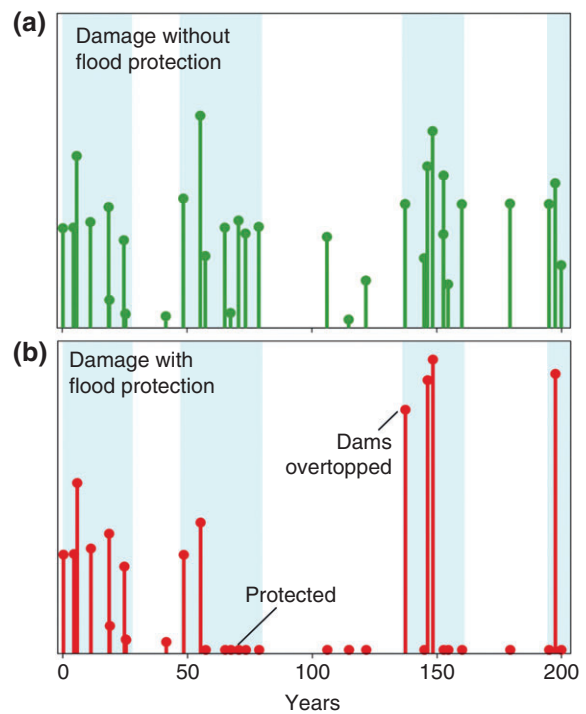 (a)
Damage without
flood protection
(b)
Damage with
flood protection
Dams
overtopped
Protected
0 50 100 150 200
Years